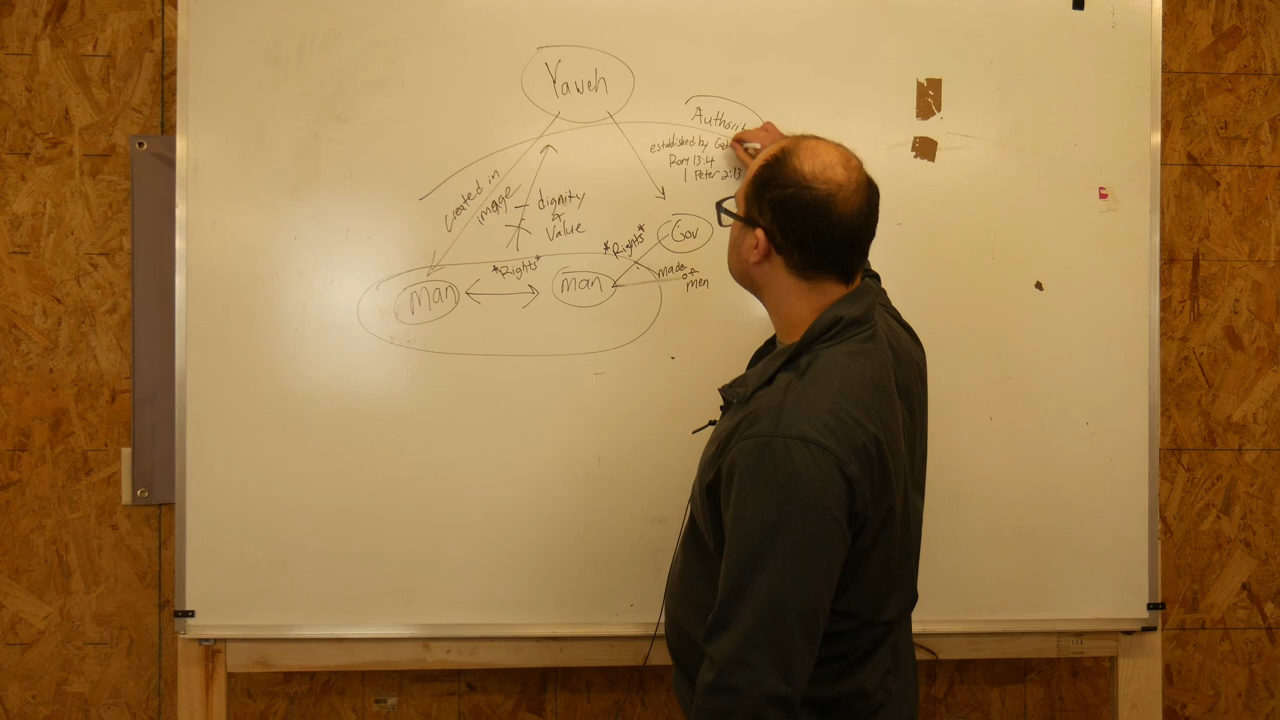 Yaweh
Authorit
established by God
Rom 13:4
1 Peter 2:13
created in
image
dignity
&
Value
*Rights*
Gov
*Rights*
made
of
men
man
man